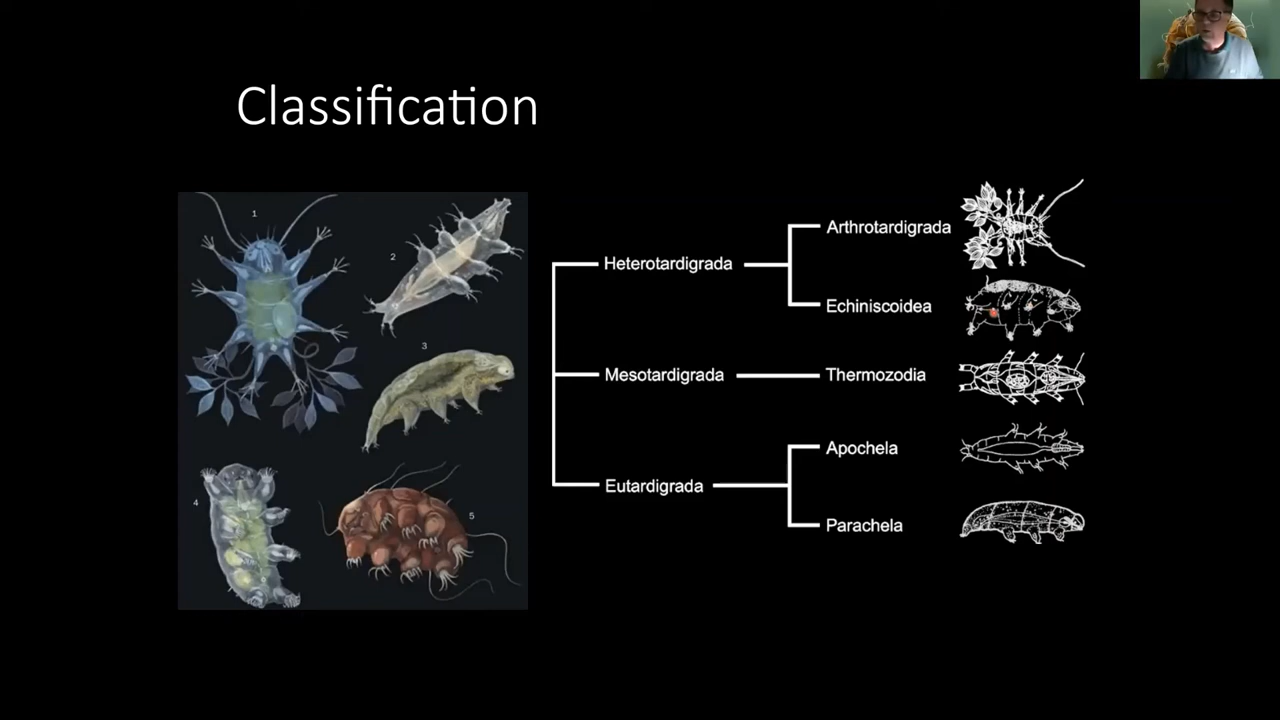 Classification
1
2
3
4
5
Heterotardigrada
Arthrotardigrada
Echiniscoidea
Mesotardigrada
Thermozodia
Eutardigrada
Apochela
Parachela